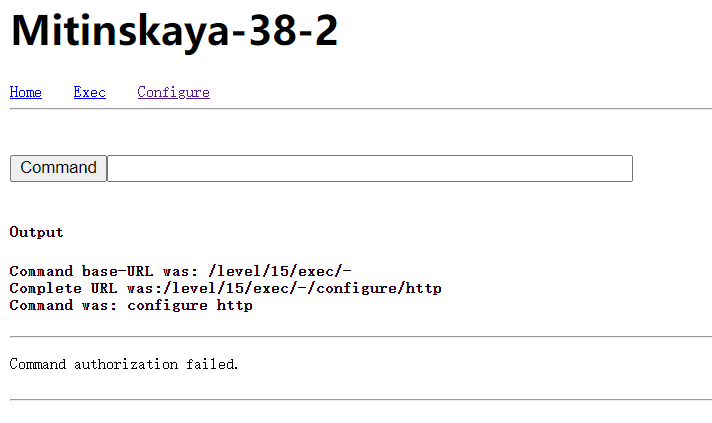 Mitinskaya-38-2
Home Exec Configure
Command
Output
Command base-URL was: /level/15/exec/-
Complete URL was:/level/15/exec/-/configure/http
Command was: configure http
Command authorization failed.